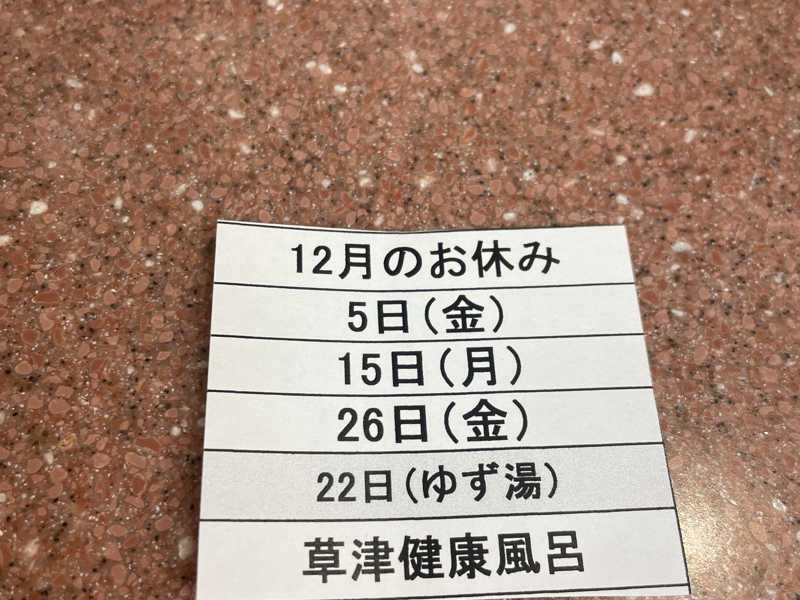 12月のお休み
5日(金)
15日(月)
26日(金)
22日(ゆず湯)
草津健康風呂